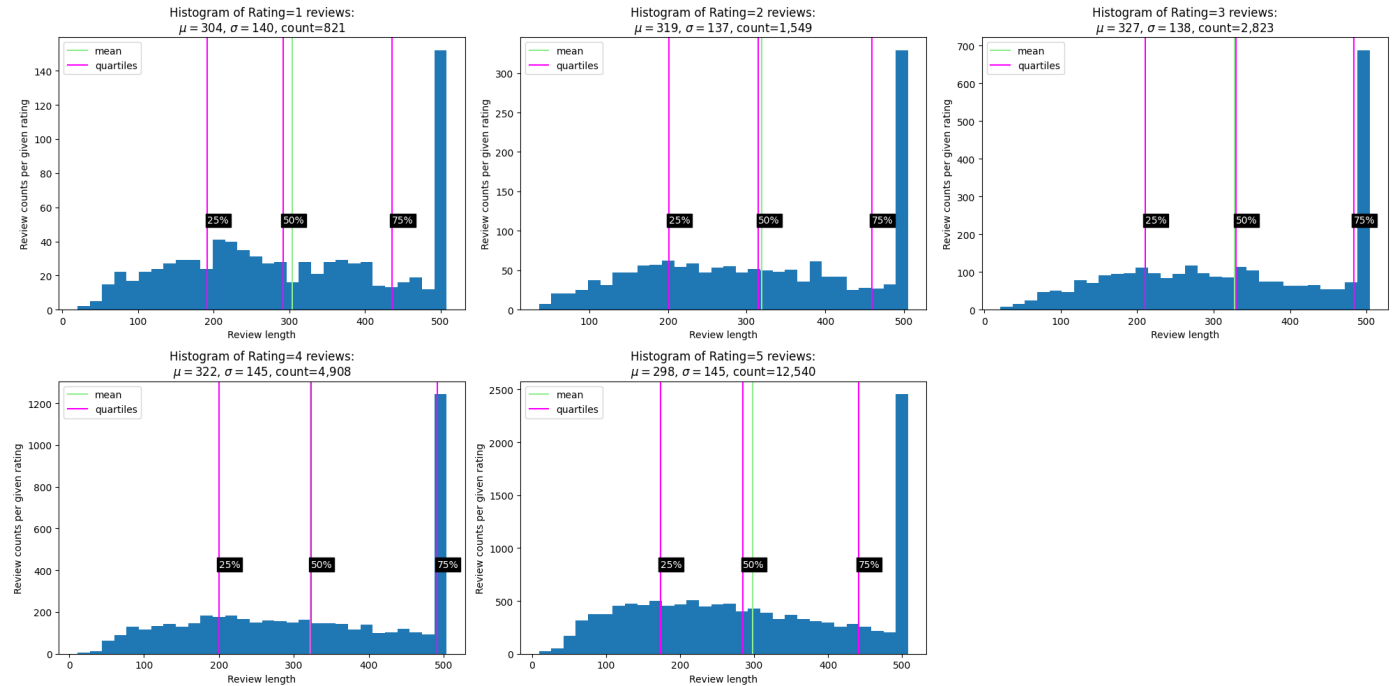 Histogram of Rating=1 reviews:
μ = 304, σ = 140, count=821
mean
quartiles
Review counts per given rating
140
120
100
80
60
40
20
0
25%
50%
75%
0
100
200
300
400
500
Review length
Histogram of Rating=2 reviews:
μ = 319, σ = 137, count=1,549
mean
quartiles
Review counts per given rating
300
250
200
150
100
50
0
25%
50%
75%
100
200
300
400
500
Review length
Histogram of Rating=3 reviews:
μ = 327, σ = 138, count=2,823
mean
quartiles
Review counts per given rating
700
600
500
400
300
200
100
0
25%
50%
75%
0
100
200
300
400
500
Review length
Histogram of Rating=4 reviews:
μ = 322, σ = 145, count=4,908
mean
quartiles
Review counts per given rating
1200
1000
800
600
400
200
0
25%
50%
75%
0
100
200
300
400
500
Review length
Histogram of Rating=5 reviews:
μ = 298, σ = 145, count=12,540
mean
quartiles
Review counts per given rating
2500
2000
1500
1000
500
0
25%
50%
75%
0
100
200
300
400
500
Review length